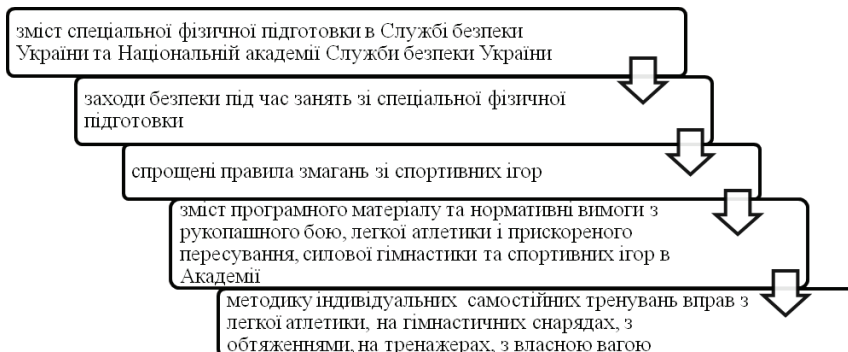 зміст спеціальної фізичної підготовки в Службі безпеки
України та Національній академії Служби безпеки України
заходи безпеки під час занять зі спеціальної фізичної
підготовки
спрощені правила змагань зі спортивних ігор
зміст програмного матеріалу та нормативні вимоги з
рукопашного бою, легкої атлетики і прискореного
пересування, силової гімнастики та спортивних ігор в
Академії
методику індивідуальних самостійних тренувань вправ з
легкої атлетики, на гімнастичних снарядах, з
обтяженнями, на тренажерах, з власною вагою